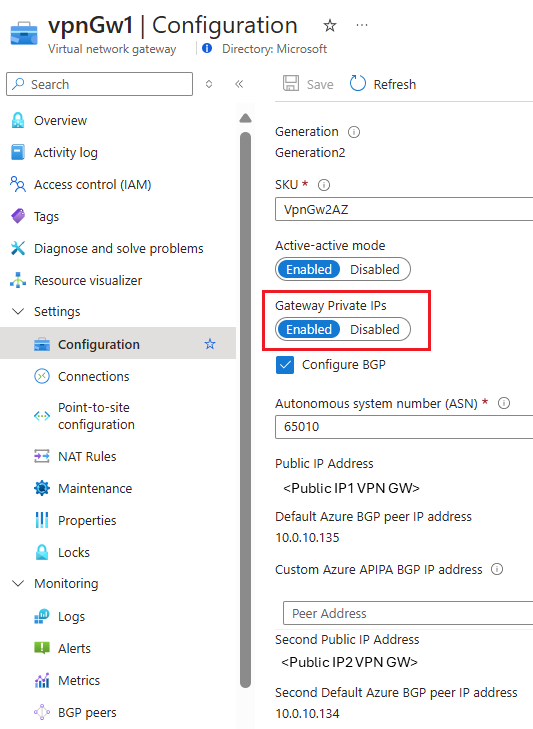 vpnGw1 | Configuration
Virtual network gateway
Directory: Microsoft
Search
Overview
Activity log
Access control (IAM)
Tags
Diagnose and solve problems
Resource visualizer
Settings
Configuration
Connections
Point-to-site
configuration
NAT Rules
Maintenance
Properties
Locks
Monitoring
Logs
Alerts
Metrics
BGP peers
Save
Refresh
Generation
Generation2
SKU *
VpnGw2AZ
Active-active mode
Enabled Disabled
Gateway Private IPs
Enabled Disabled
Configure BGP
Autonomous system number (ASN) *
65010
Public IP Address
<Public IP1 VPN GW>
Default Azure BGP peer IP address
10.0.10.135
Custom Azure APIPA BGP IP address
Peer Address
Second Public IP Address
<Public IP2 VPN GW>
Second Default Azure BGP peer IP address
10.0.10.134